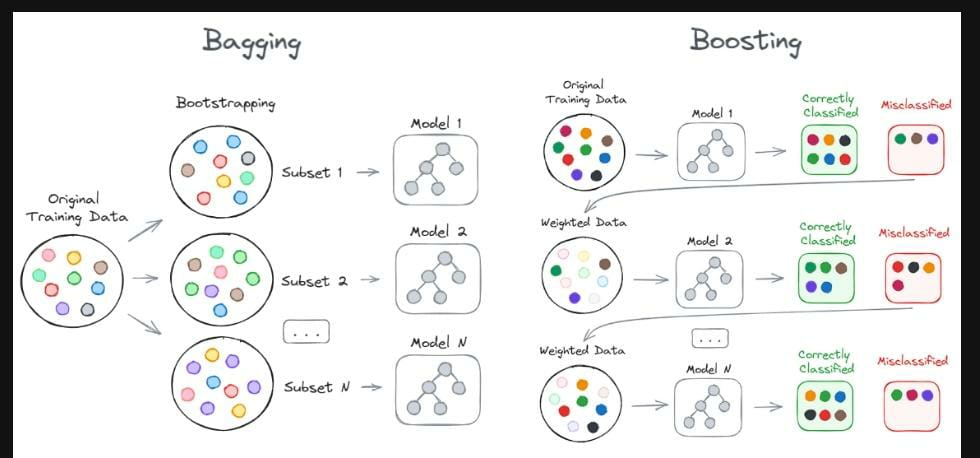 Bagging
Bootstrapping
Original
Training Data
Subset 1
Model 1
Subset 2
Model 2
...
Subset N
Model N
Boosting
Original
Training Data
Model 1
Correctly
Classified
Misclassified
Weighted Data
Model 2
Correctly
Classified
Misclassified
...
Weighted Data
Model N
Correctly
Classified
Misclassified